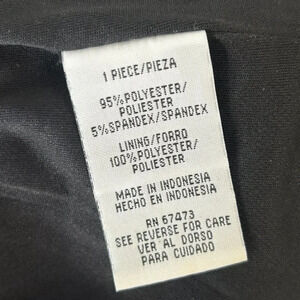 1 PIECE/PIEZA
95%POLYESTER/
POLIESTER
5%SPANDEX/SPANDEX
LINING/FORRO
100%POLYESTER/
POLIESTER
MADE IN INDONESIA
HECHO EN INDONESIA
RN 67473
SEE REVERSE FOR CARE
VER AL DORSO
PARA CUIDADO